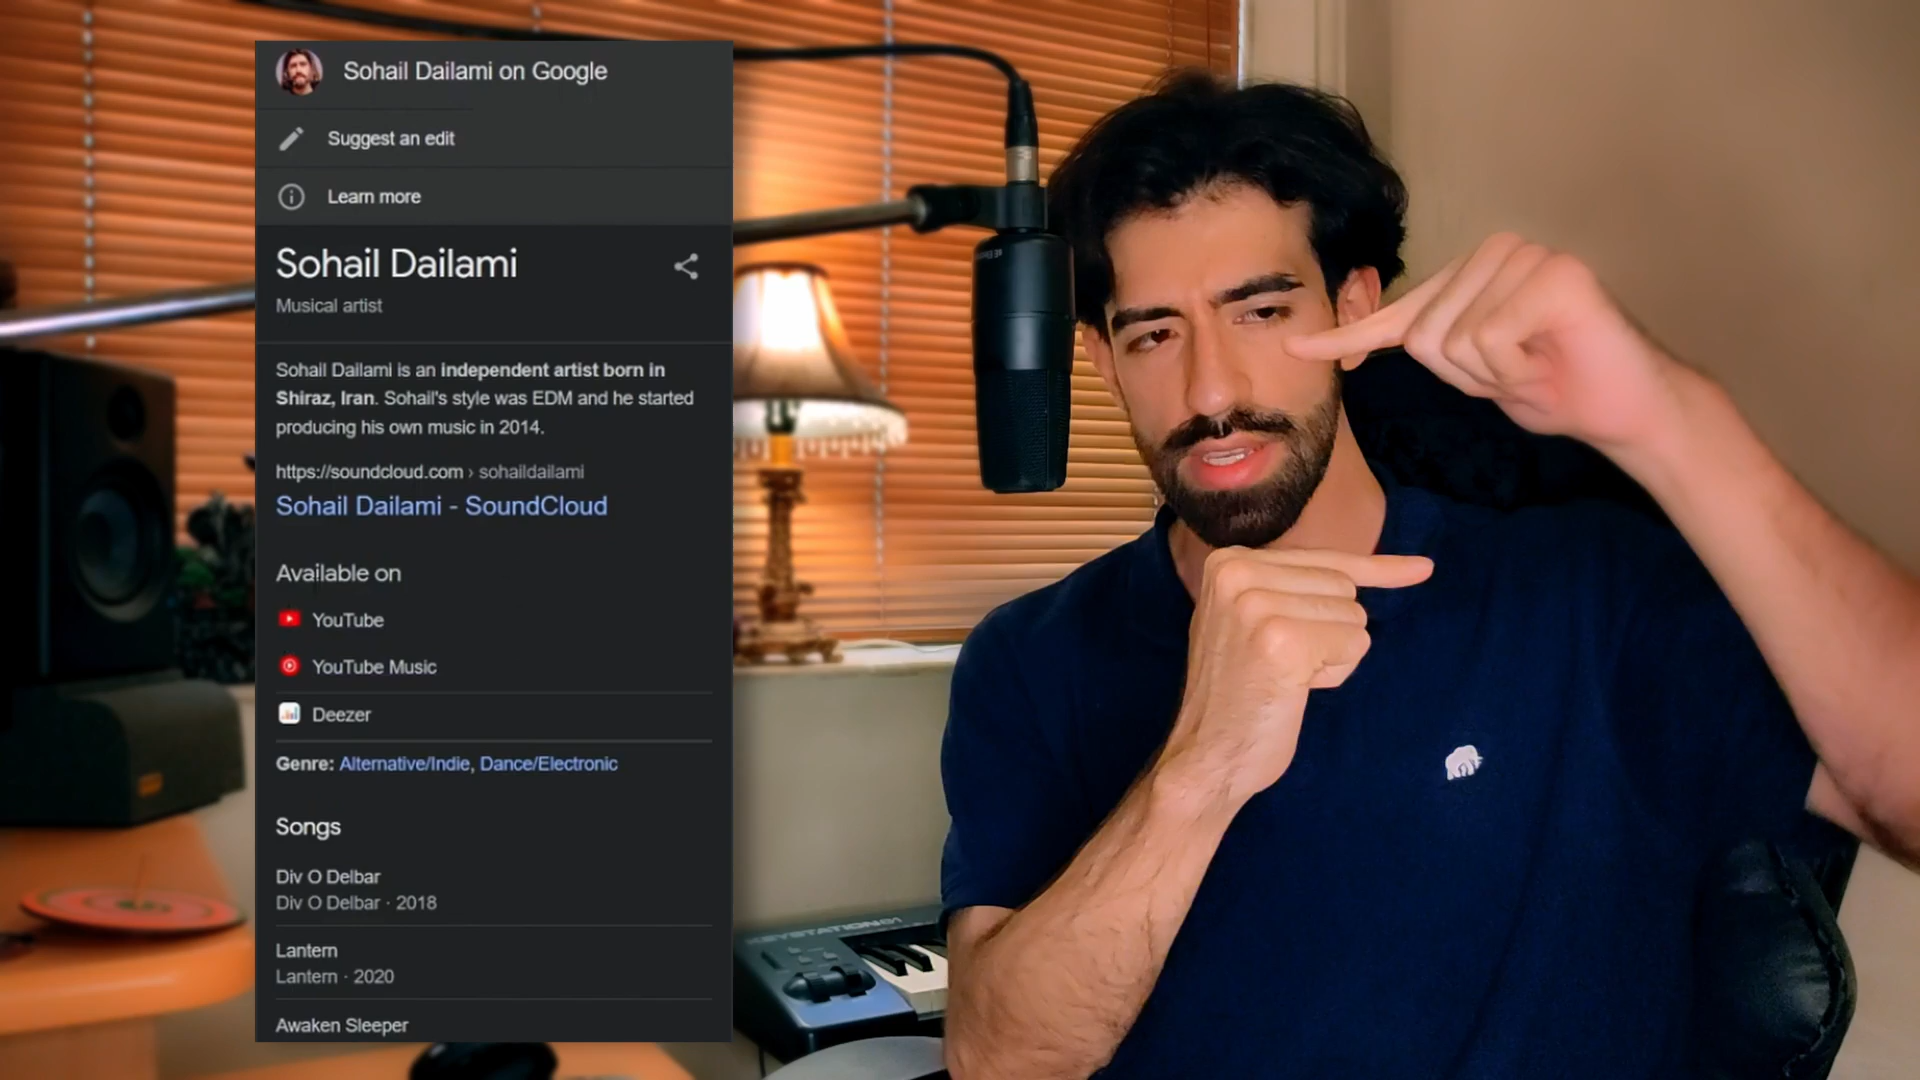 Sohail Dailami on Google
Suggest an edit
Learn more
Sohail Dailami
Musical artist
Sohail Dailami is an independent artist born in
Shiraz, Iran. Sohail's style was EDM and he started
producing his own music in 2014.
https://soundcloud.com › sohaildailami
Sohail Dailami - SoundCloud
Available on
YouTube
YouTube Music
Deezer
Genre: Alternative/Indie, Dance/Electronic
Songs
Div O Delbar
Div O Delbar · 2018
Lantern
Lantern · 2020
Awaken Sleeper
KEYSTATION 61